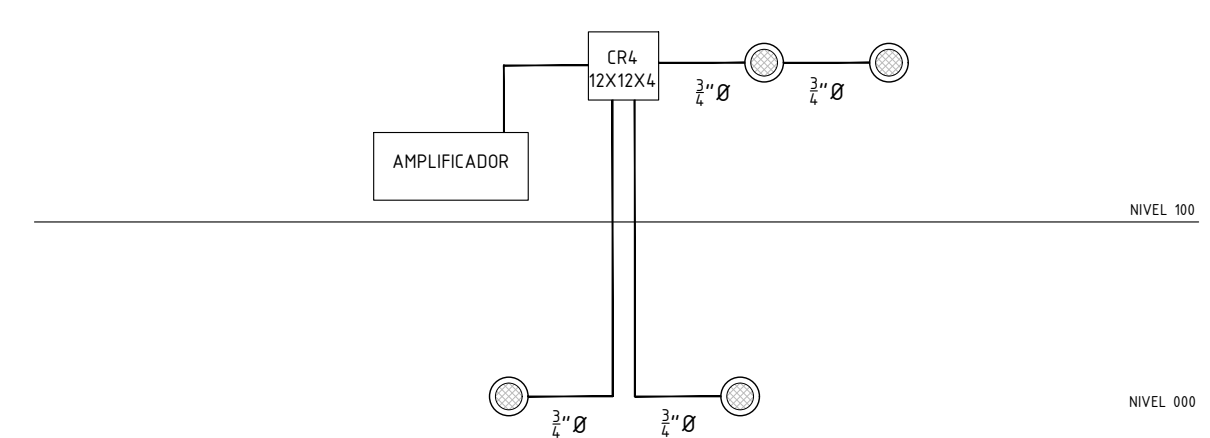 CR4
12X12X4
3/4"Ø
3/4"Ø
AMPLIFICADOR
NIVEL 100
NIVEL 000
3/4"Ø
3/4"Ø